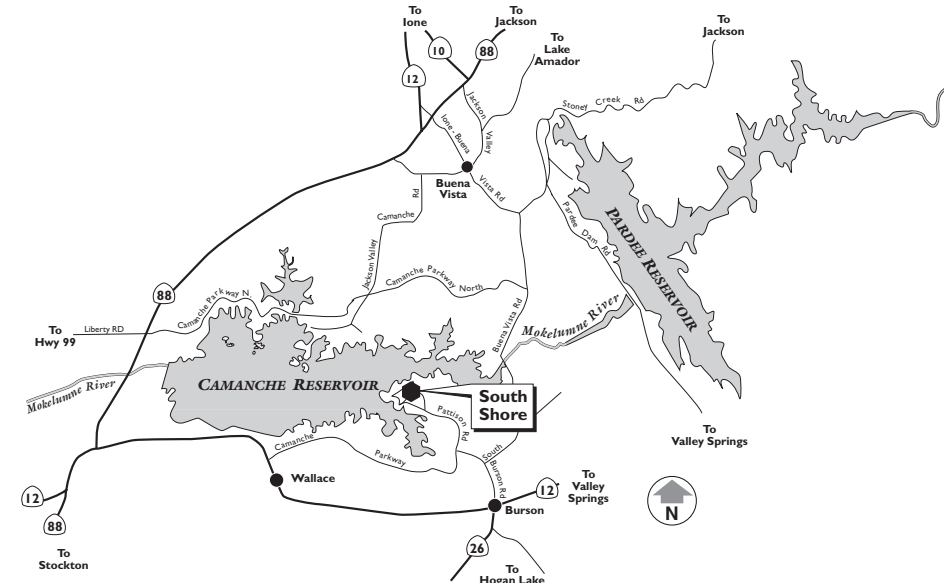 To
Ione
To
Jackson
To
Lake
Amador
To
Jackson
10
88
12
Stoney Creek Rd
Jackson Valley
Ione - Buena
Vista Rd
Buena
Vista
Rd
Camanche
Jackson Valley
Pardee Dam Rd
PARDEE RESERVOIR
88
Camanche Parkway N
Camanche Parkway North
To
Hwy 99
Liberty RD
Buena Vista Rd
Mokelumne River
Mokelumne River
CAMANCHE RESERVOIR
South
Shore
Pattison Rd
To
Valley Springs
Camanche
Parkway
South
Burson Rd
Wallace
12
88
To
Stockton
12
To
Valley
Springs
Burson
26
To
Hogan Lake
N